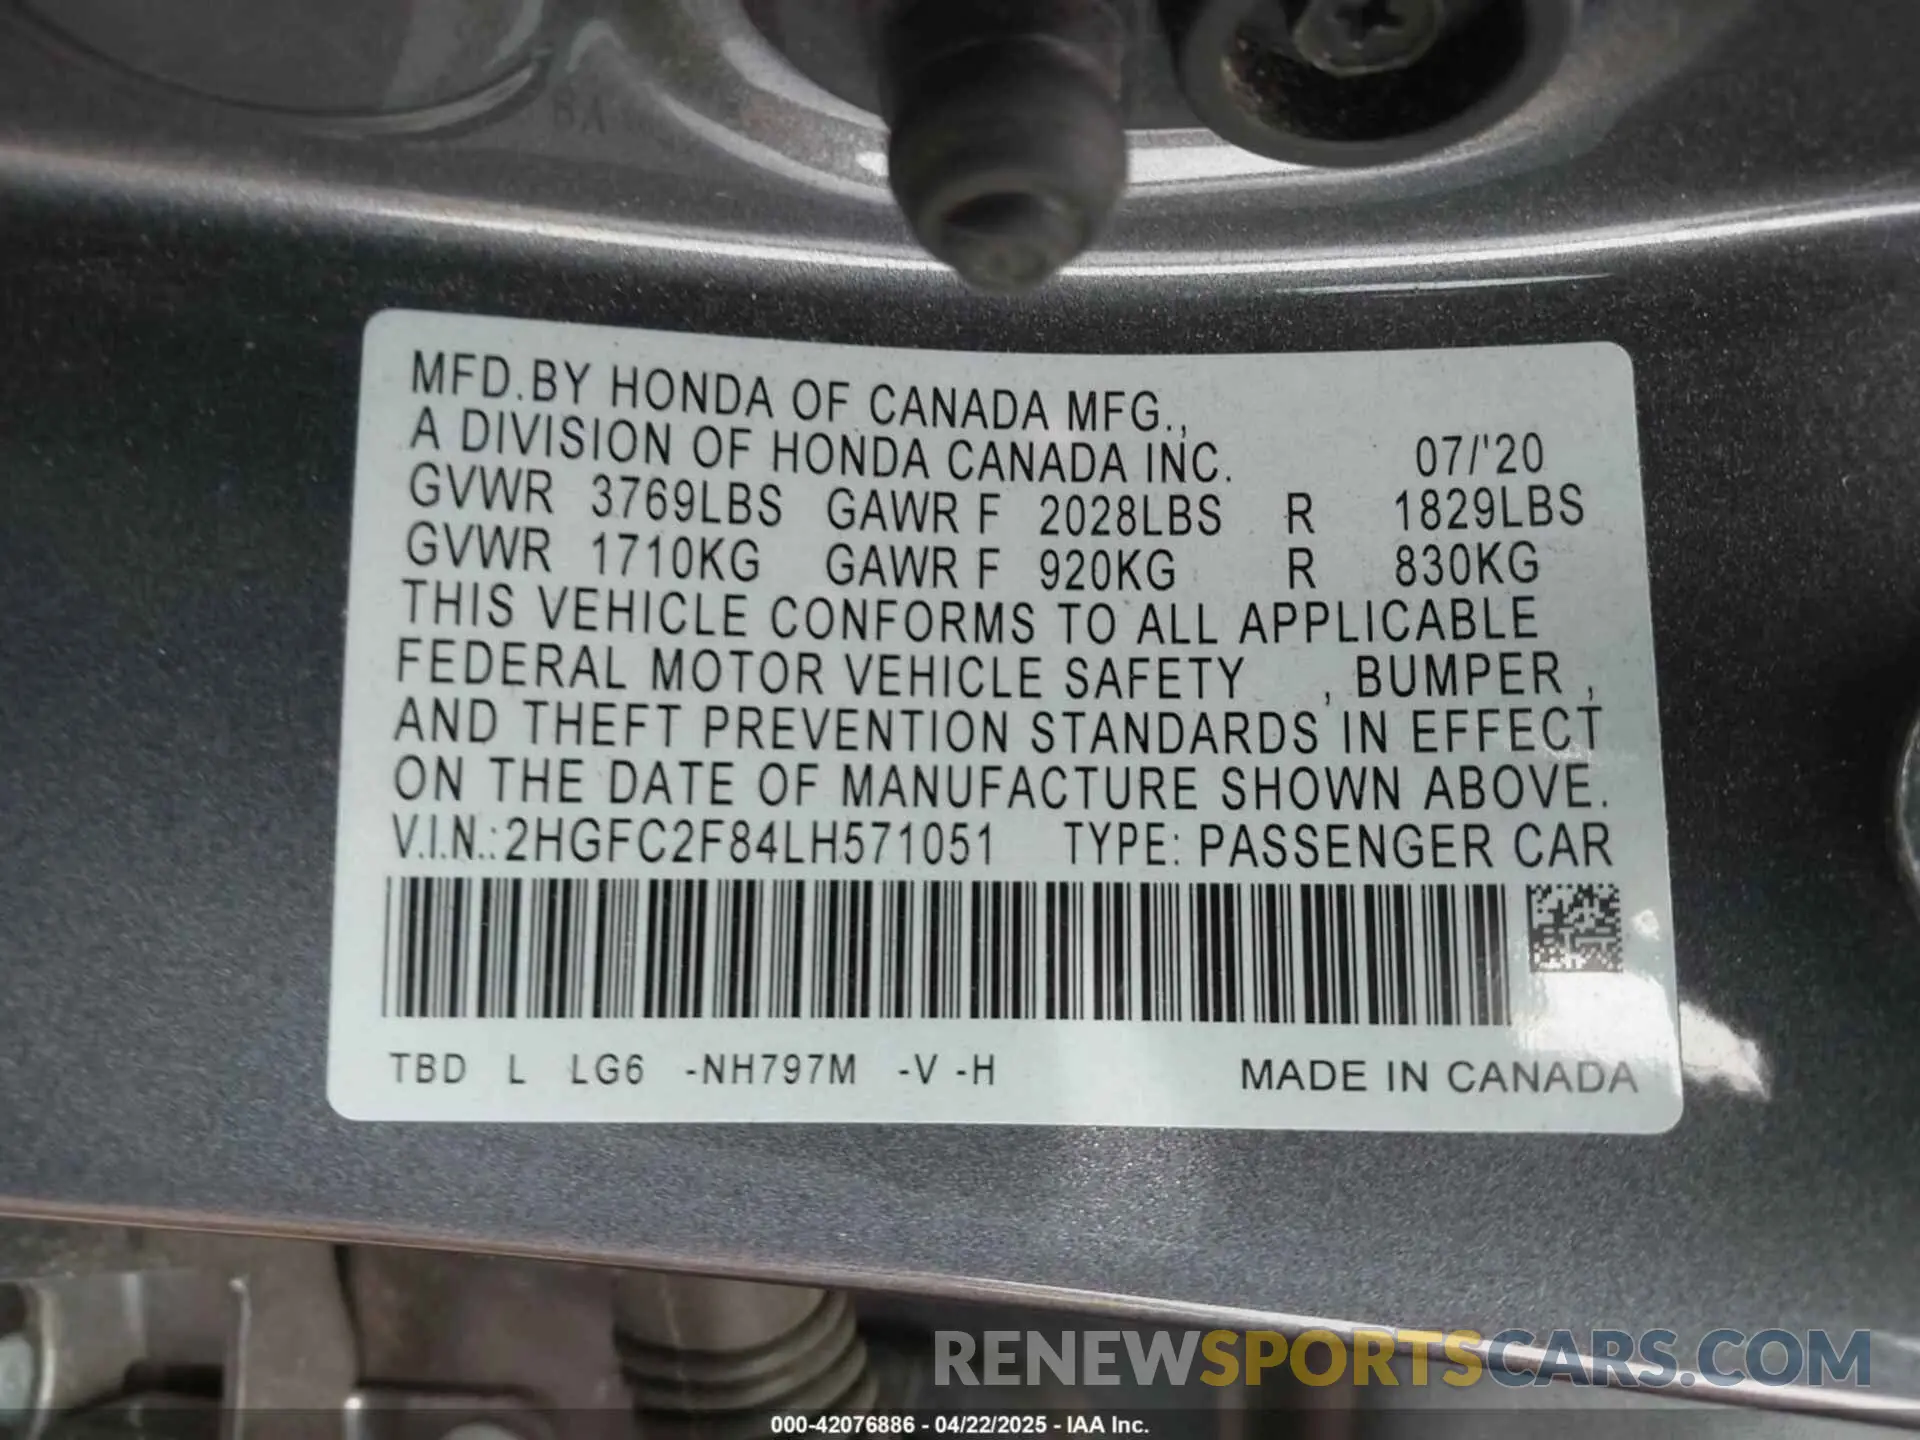 MFD.BY HONDA OF CANADA MFG.,
A DIVISION OF HONDA CANADA INC. 07/'20
GVWR 3769LBS GAWR F 2028LBS R 1829LBS
GVWR 1710KG GAWR F 920KG R 830KG
THIS VEHICLE CONFORMS TO ALL APPLICABLE
FEDERAL MOTOR VEHICLE SAFETY , BUMPER ,
AND THEFT PREVENTION STANDARDS IN EFFECT
ON THE DATE OF MANUFACTURE SHOWN ABOVE.
V.I.N.:2HGFC2F84LH571051 TYPE: PASSENGER CAR
TBD L LG6 -NH797M -V -H MADE IN CANADA
RENEWSPORTSCARS.COM
000-42076886 - 04/22/2025 - IAA Inc.